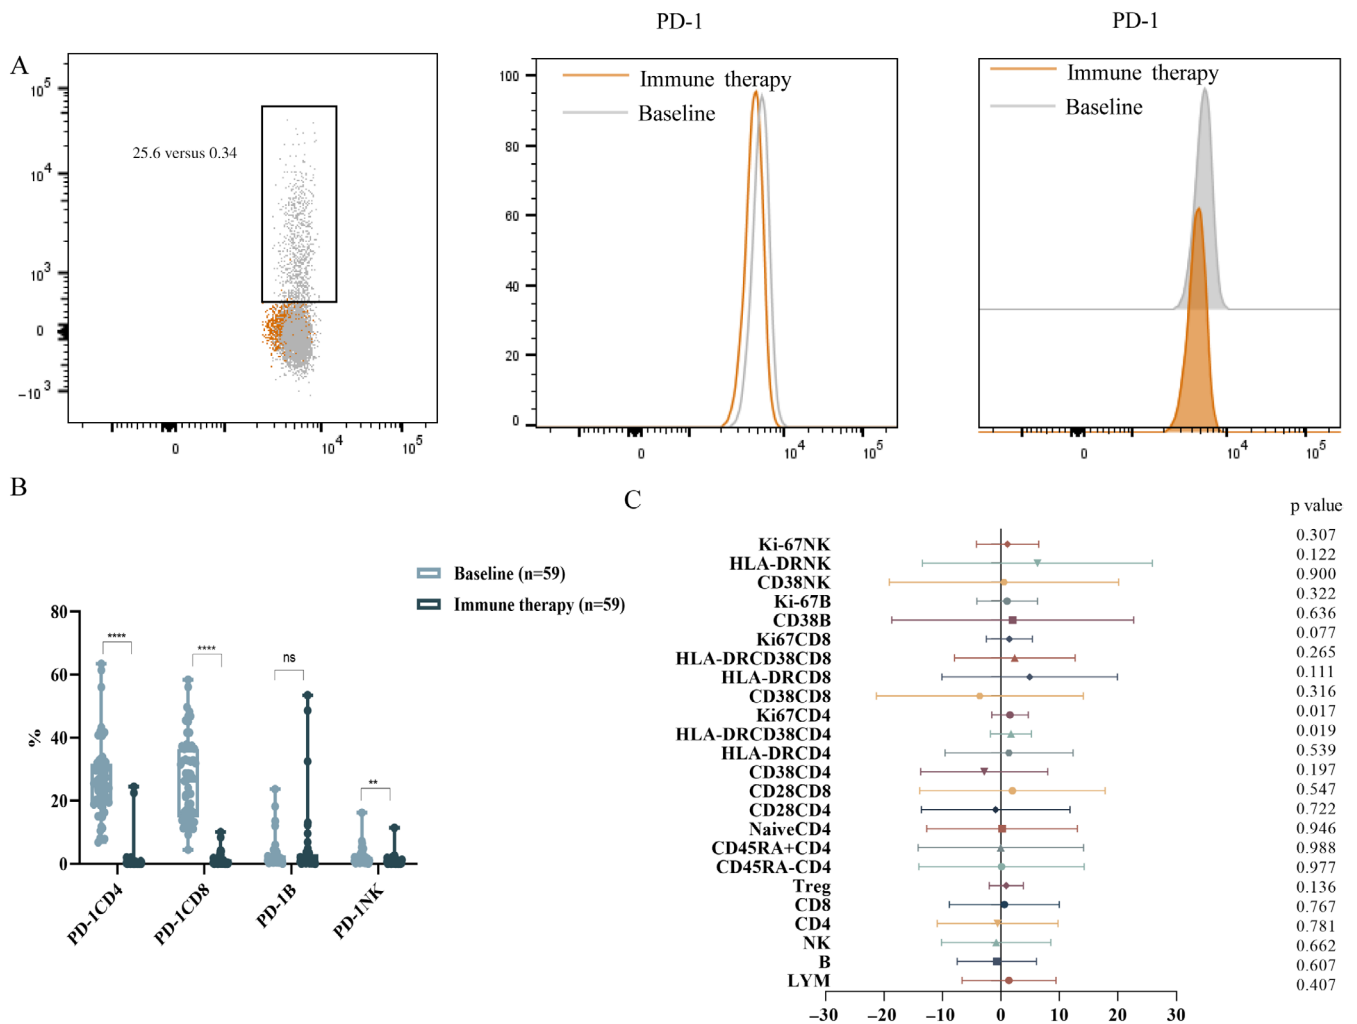 PD-1
PD-1
A
10^5
10^4
10^3
0
−10^3
25.6 versus 0.34
0
10^4
10^5
Immune therapy
Baseline
100
80
60
40
20
0
0
10^4
10^5
Immune therapy
Baseline
0
10^4
10^5
B
Baseline (n=59)
Immune therapy (n=59)
%
80
60
40
20
0
****
****
ns
**
PD-1CD4
PD-1CD8
PD-1B
PD-1NK
C
p value
Ki-67NK 0.307
HLA-DRNK 0.122
CD38NK 0.900
Ki-67B 0.322
CD38B 0.636
Ki67CD8 0.077
HLA-DRCD38CD8 0.265
HLA-DRCD8 0.111
CD38CD8 0.316
Ki67CD4 0.017
HLA-DRCD38CD4 0.019
HLA-DRCD4 0.539
CD38CD4 0.197
CD28CD8 0.547
CD28CD4 0.722
NaiveCD4 0.946
CD45RA+CD4 0.988
CD45RA-CD4 0.977
Treg 0.136
CD8 0.767
CD4 0.781
NK 0.662
B 0.607
LYM 0.407
−30 −20 −10 0 10 20 30